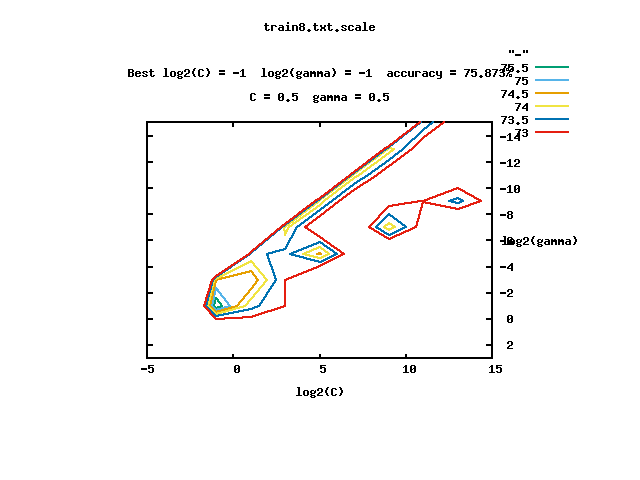 train8.txt.scale
"-"
Best log2(C) = -1  log2(gamma) = -1  accuracy = 75.873%
C = 0.5  gamma = 0.5
75.5
75
74.5
74
73.5
73
-14
-12
-10
-8
-6
log2(gamma)
-4
-2
0
2
-5 0 5 10 15
log2(C)